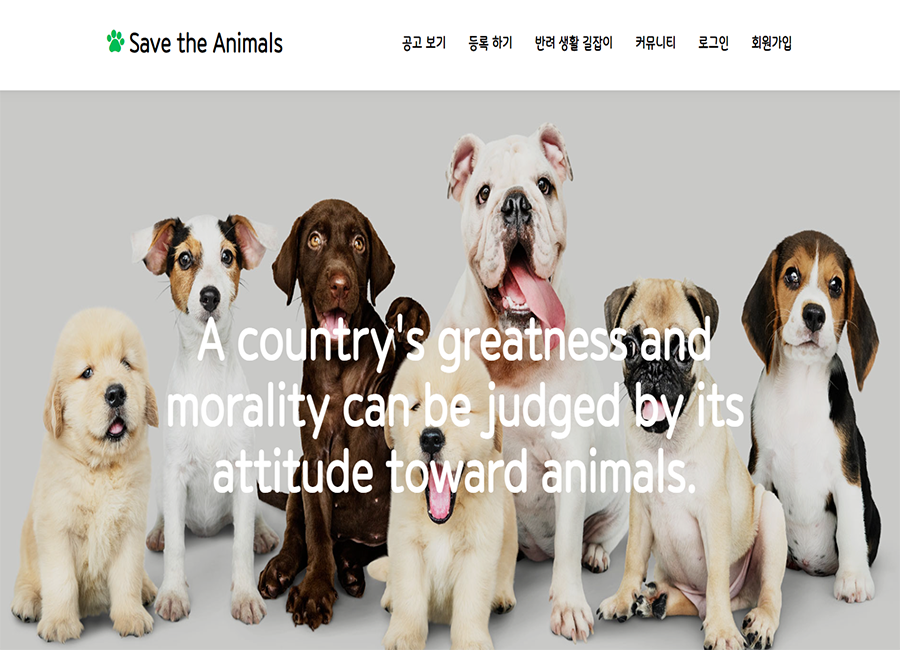 Save the Animals
공고 보기 등록 하기 반려 생활 길잡이 커뮤니티 로그인 회원가입
A country's greatness and
morality can be judged by its
attitude toward animals.